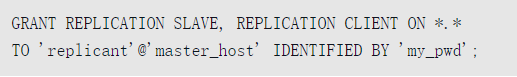 GRANT REPLICATION SLAVE, REPLICATION CLIENT ON *.*
TO 'replicant'@'master_host' IDENTIFIED BY 'my_pwd';